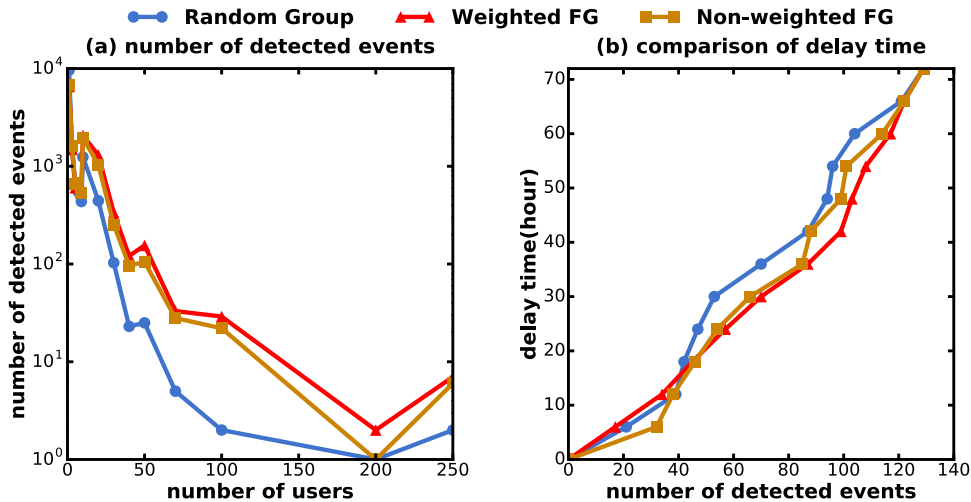 Random Group Weighted FG Non-weighted FG
(a) number of detected events
(b) comparison of delay time
number of detected events
10^4
10^3
10^2
10^1
10^0
0 50 100 150 200 250
number of users
delay time(hour)
70
60
50
40
30
20
10
0
0 20 40 60 80 100 120 140
number of detected events